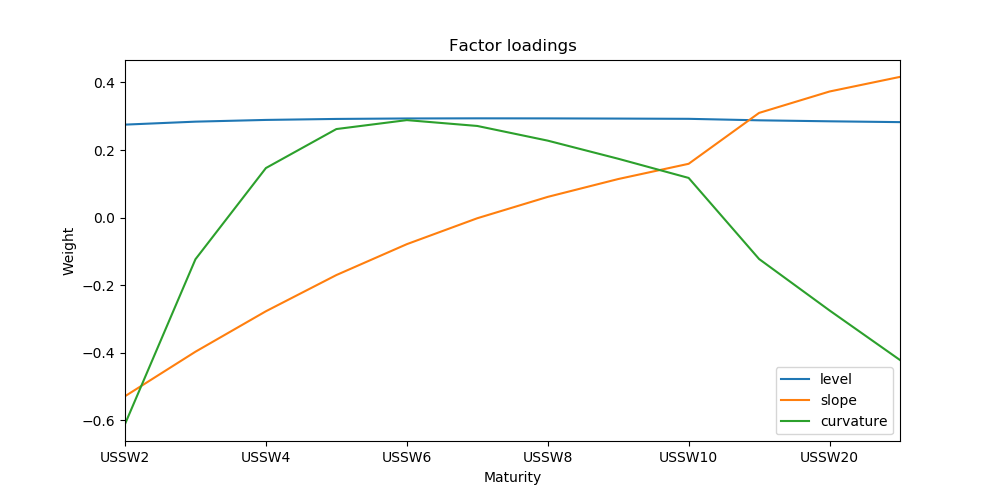 Factor loadings
Weight
0.4
0.2
0.0
−0.2
−0.4
−0.6
level
slope
curvature
USSW2 USSW4 USSW6 USSW8 USSW10 USSW20
Maturity